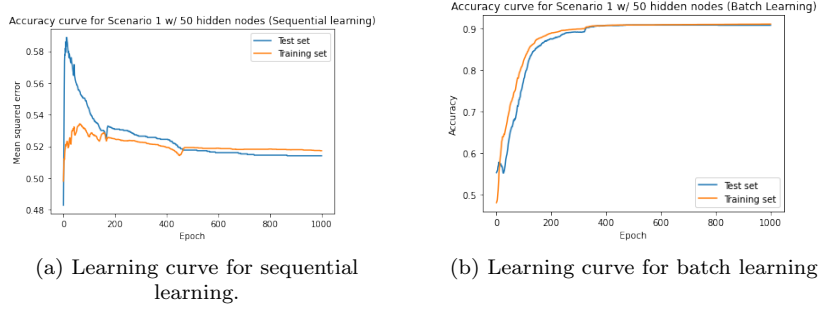 Accuracy curve for Scenario 1 w/ 50 hidden nodes (Sequential learning)
0.58
0.56
0.54
0.52
0.50
0.48
Mean squared error
Test set
Training set
0
200
400
600
800
1000
Epoch
(a) Learning curve for sequential
learning.
Accuracy curve for Scenario 1 w/ 50 hidden nodes (Batch Learning)
0.9
0.8
0.7
0.6
0.5
Accuracy
Test set
Training set
0
200
400
600
800
1000
Epoch
(b) Learning curve for batch learning